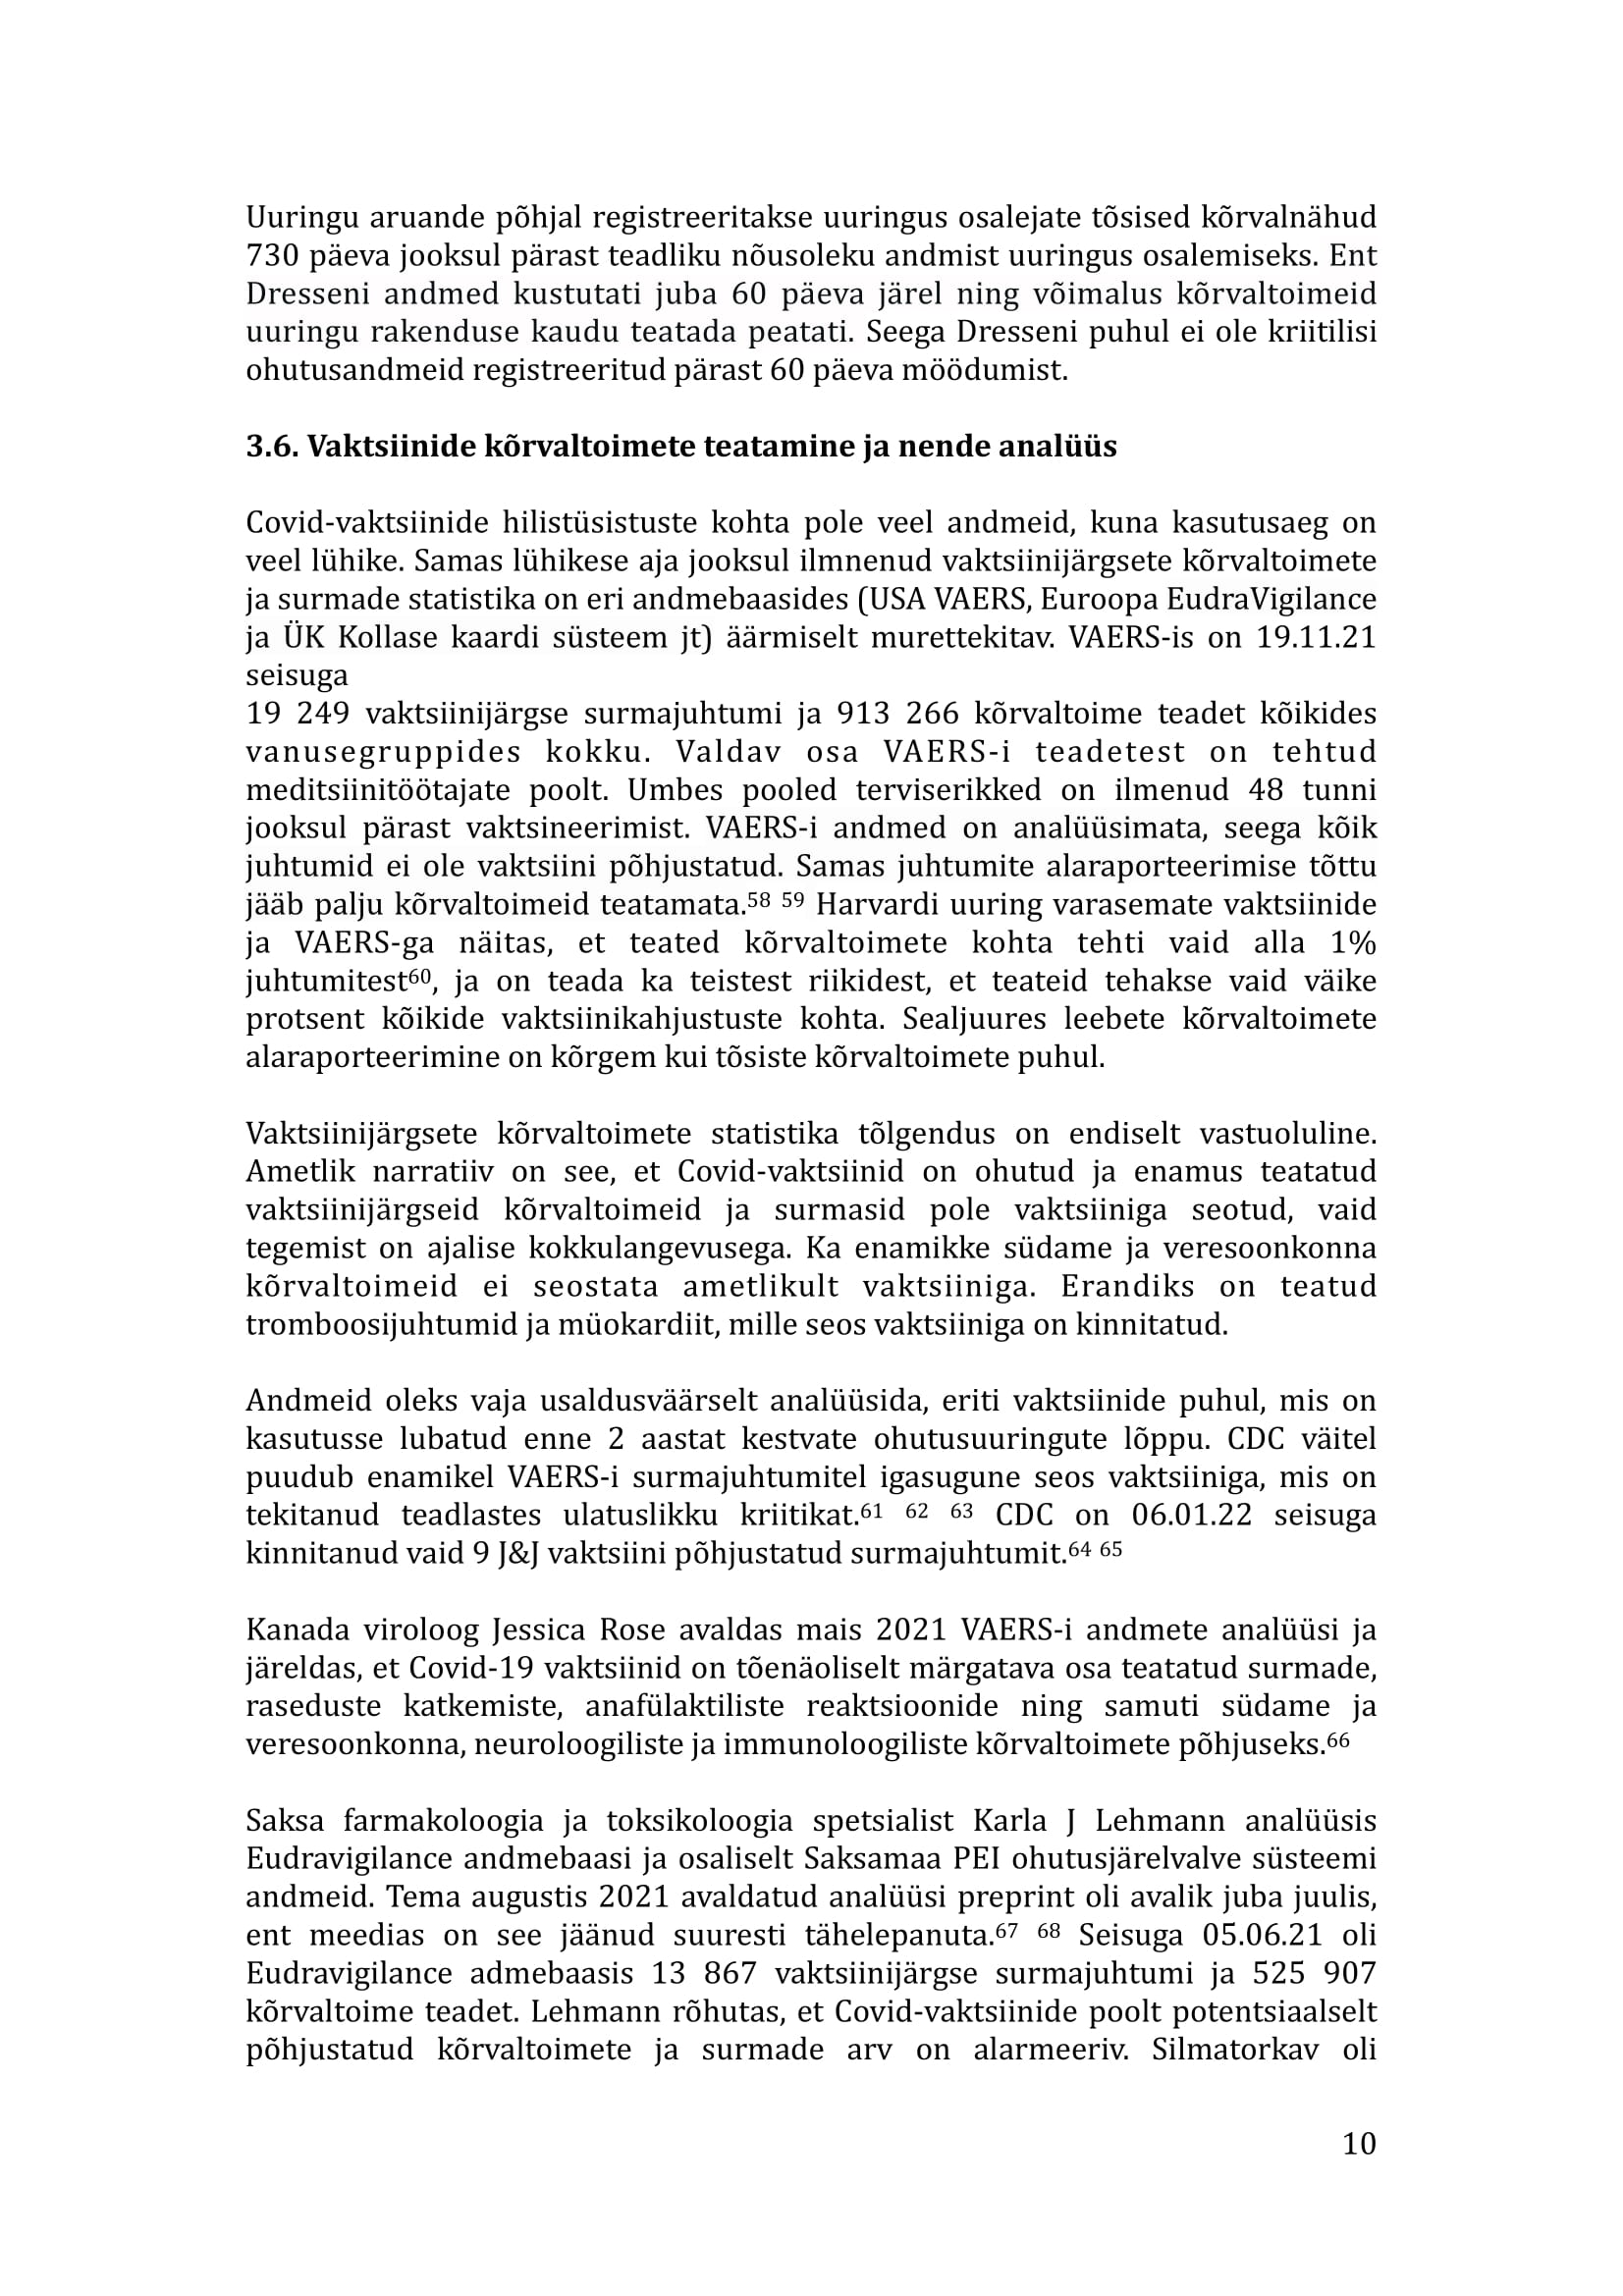 Uuringu aruande põhjal registreeritakse uuringus osalejate tõsised kõrvalnähud
730 päeva jooksul pärast teadliku nõusoleku andmist uuringus osalemiseks. Ent
Dresseni andmed kustutati juba 60 päeva järel ning võimalus kõrvaltoimeid
uuringu rakenduse kaudu teatada peatati. Seega Dresseni puhul ei ole kriitilisi
ohutusandmeid registreeritud pärast 60 päeva möödumist.
3.6. Vaktsiinide kõrvaltoimete teatamine ja nende analüüs
Covid-vaktsiinide hilistüsistuste kohta pole veel andmeid, kuna kasutusaeg on
veel lühike. Samas lühikese aja jooksul ilmnenud vaktsiinijärgsete kõrvaltoimete
ja surmade statistika on eri andmebaasides (USA VAERS, Euroopa EudraVigilance
ja ÜK Kollase kaardi süsteem jt) äärmiselt murettekitav. VAERS-is on 19.11.21
seisuga
19 249 vaktsiinijärgse surmajuhtumi ja 913 266 kõrvaltoime teadet kõikides
vanusegruppides kokku. Valdav osa VAERS-i teadetest on tehtud
meditsiinitöötajate poolt. Umbes pooled terviserikked on ilmenud 48 tunni
jooksul pärast vaktsineerimist. VAERS-i andmed on analüüsimata, seega kõik
juhtumid ei ole vaktsiini põhjustatud. Samas juhtumite alaraporteerimise tõttu
jääb palju kõrvaltoimeid teatamata.58 59 Harvardi uuring varasemate vaktsiinide
ja VAERS-ga näitas, et teated kõrvaltoimete kohta tehti vaid alla 1%
juhtumitest60, ja on teada ka teistest riikidest, et teateid tehakse vaid väike
protsent kõikide vaktsiinikahjustuste kohta. Sealjuures leebete kõrvaltoimete
alaraporteerimine on kõrgem kui tõsiste kõrvaltoimete puhul.
Vaktsiinijärgsete kõrvaltoimete statistika tõlgendus on endiselt vastuoluline.
Ametlik narratiiv on see, et Covid-vaktsiinid on ohutud ja enamus teatatud
vaktsiinijärgseid kõrvaltoimeid ja surmasid pole vaktsiiniga seotud, vaid
tegemist on ajalise kokkulangevusega. Ka enamikke südame ja veresoonkonna
kõrvaltoimeid ei seostata ametlikult vaktsiiniga. Erandiks on teatud
tromboosijuhtumid ja müokardiit, mille seos vaktsiiniga on kinnitatud.
Andmeid oleks vaja usaldusväärselt analüüsida, eriti vaktsiinide puhul, mis on
kasutusse lubatud enne 2 aastat kestvate ohutusuuringute lõppu. CDC väitel
puudub enamikel VAERS-i surmajuhtumitel igasugune seos vaktsiiniga, mis on
tekitanud teadlastes ulatuslikku kriitikat.61 62 63 CDC on 06.01.22 seisuga
kinnitanud vaid 9 J&J vaktsiini põhjustatud surmajuhtumit.64 65
Kanada viroloog Jessica Rose avaldas mais 2021 VAERS-i andmete analüüsi ja
järeldas, et Covid-19 vaktsiinid on tõenäoliselt märgatava osa teatatud surmade,
raseduste katkemiste, anafülaktiliste reaktsioonide ning samuti südame ja
veresoonkonna, neuroloogiliste ja immunoloogiliste kõrvaltoimete põhjuseks.66
Saksa farmakoloogia ja toksikoloogia spetsialist Karla J Lehmann analüüsis
Eudravigilance andmebaasi ja osaliselt Saksamaa PEI ohutusjärelvalve süsteemi
andmeid. Tema augustis 2021 avaldatud analüüsi preprint oli avalik juba juulis,
ent meedias on see jäänud suuresti tähelepanuta.67 68 Seisuga 05.06.21 oli
Eudravigilance admebaasis 13 867 vaktsiinijärgse surmajuhtumi ja 525 907
kõrvaltoime teadet. Lehmann rõhutas, et Covid-vaktsiinide poolt potentsiaalselt
põhjustatud kõrvaltoimete ja surmade arv on alarmeeriv. Silmatorkav oli
10